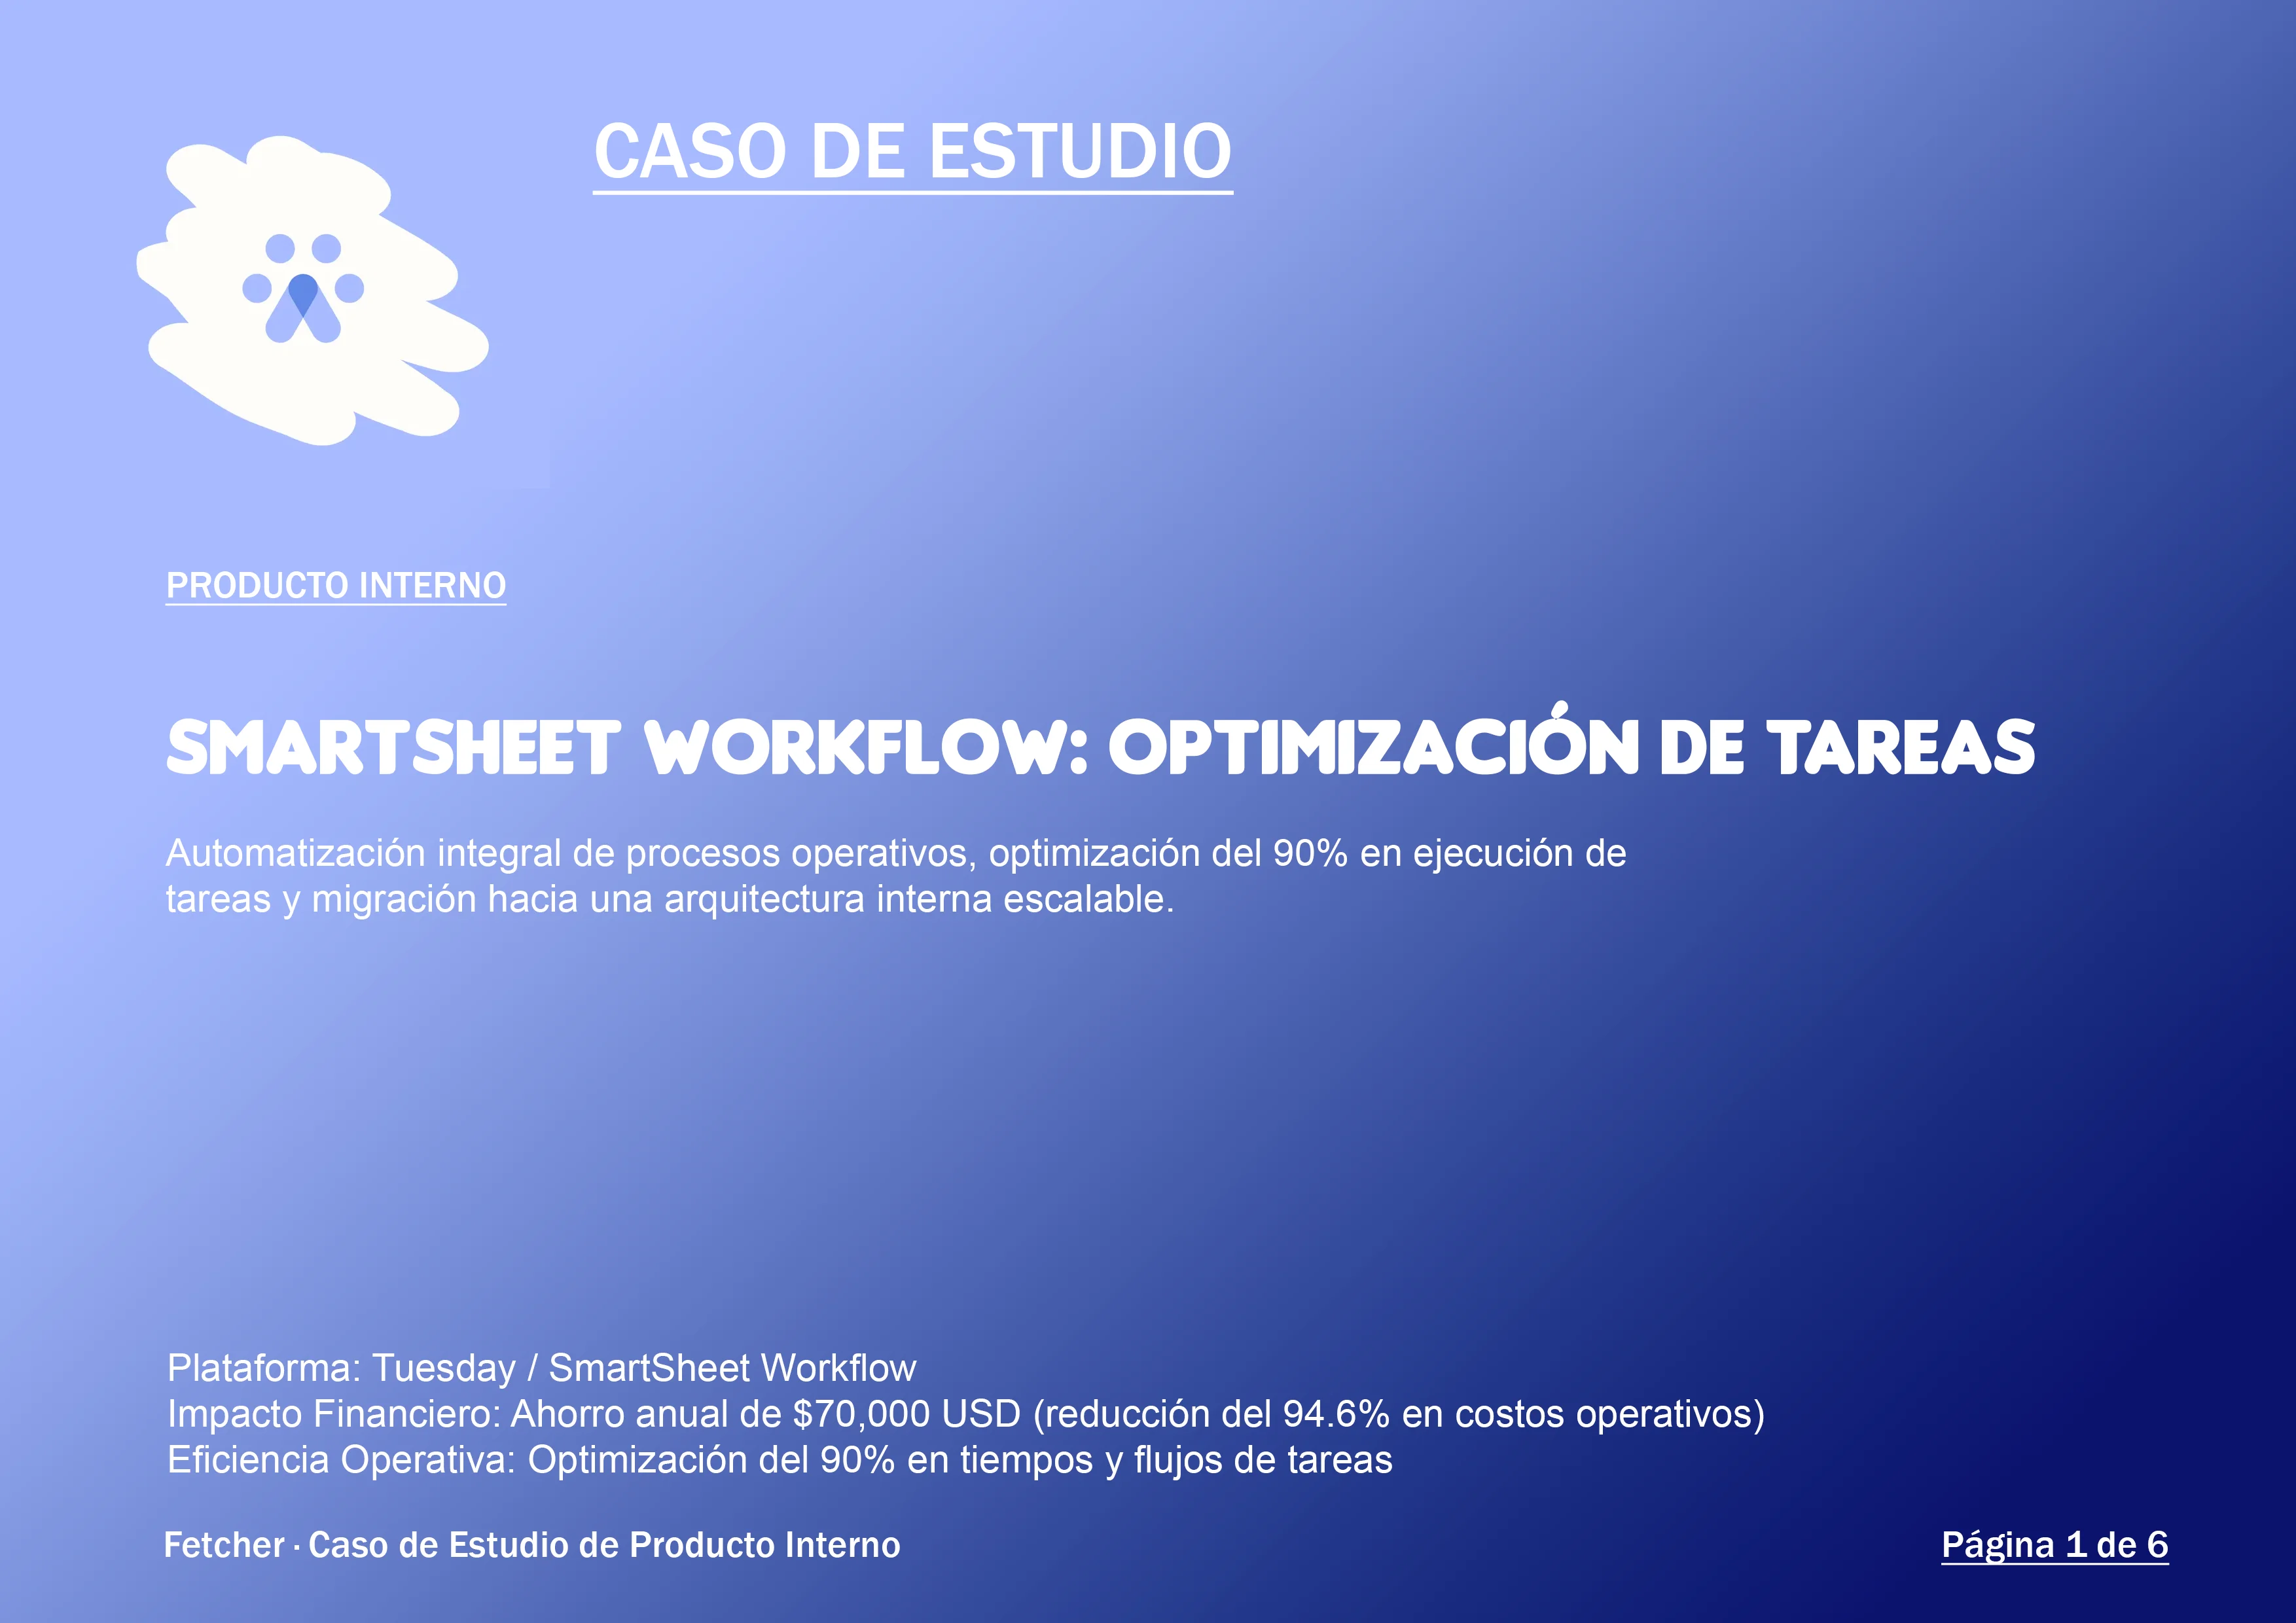 CASO DE ESTUDIO
PRODUCTO INTERNO
SMARTSHEET WORKFLOW: OPTIMIZACIÓN DE TAREAS
Automatización integral de procesos operativos, optimización del 90% en ejecución de
tareas y migración hacia una arquitectura interna escalable.
Plataforma: Tuesday / SmartSheet Workflow
Impacto Financiero: Ahorro anual de $70,000 USD (reducción del 94.6% en costos operativos)
Eficiencia Operativa: Optimización del 90% en tiempos y flujos de tareas
Fetcher · Caso de Estudio de Producto Interno
Página 1 de 6